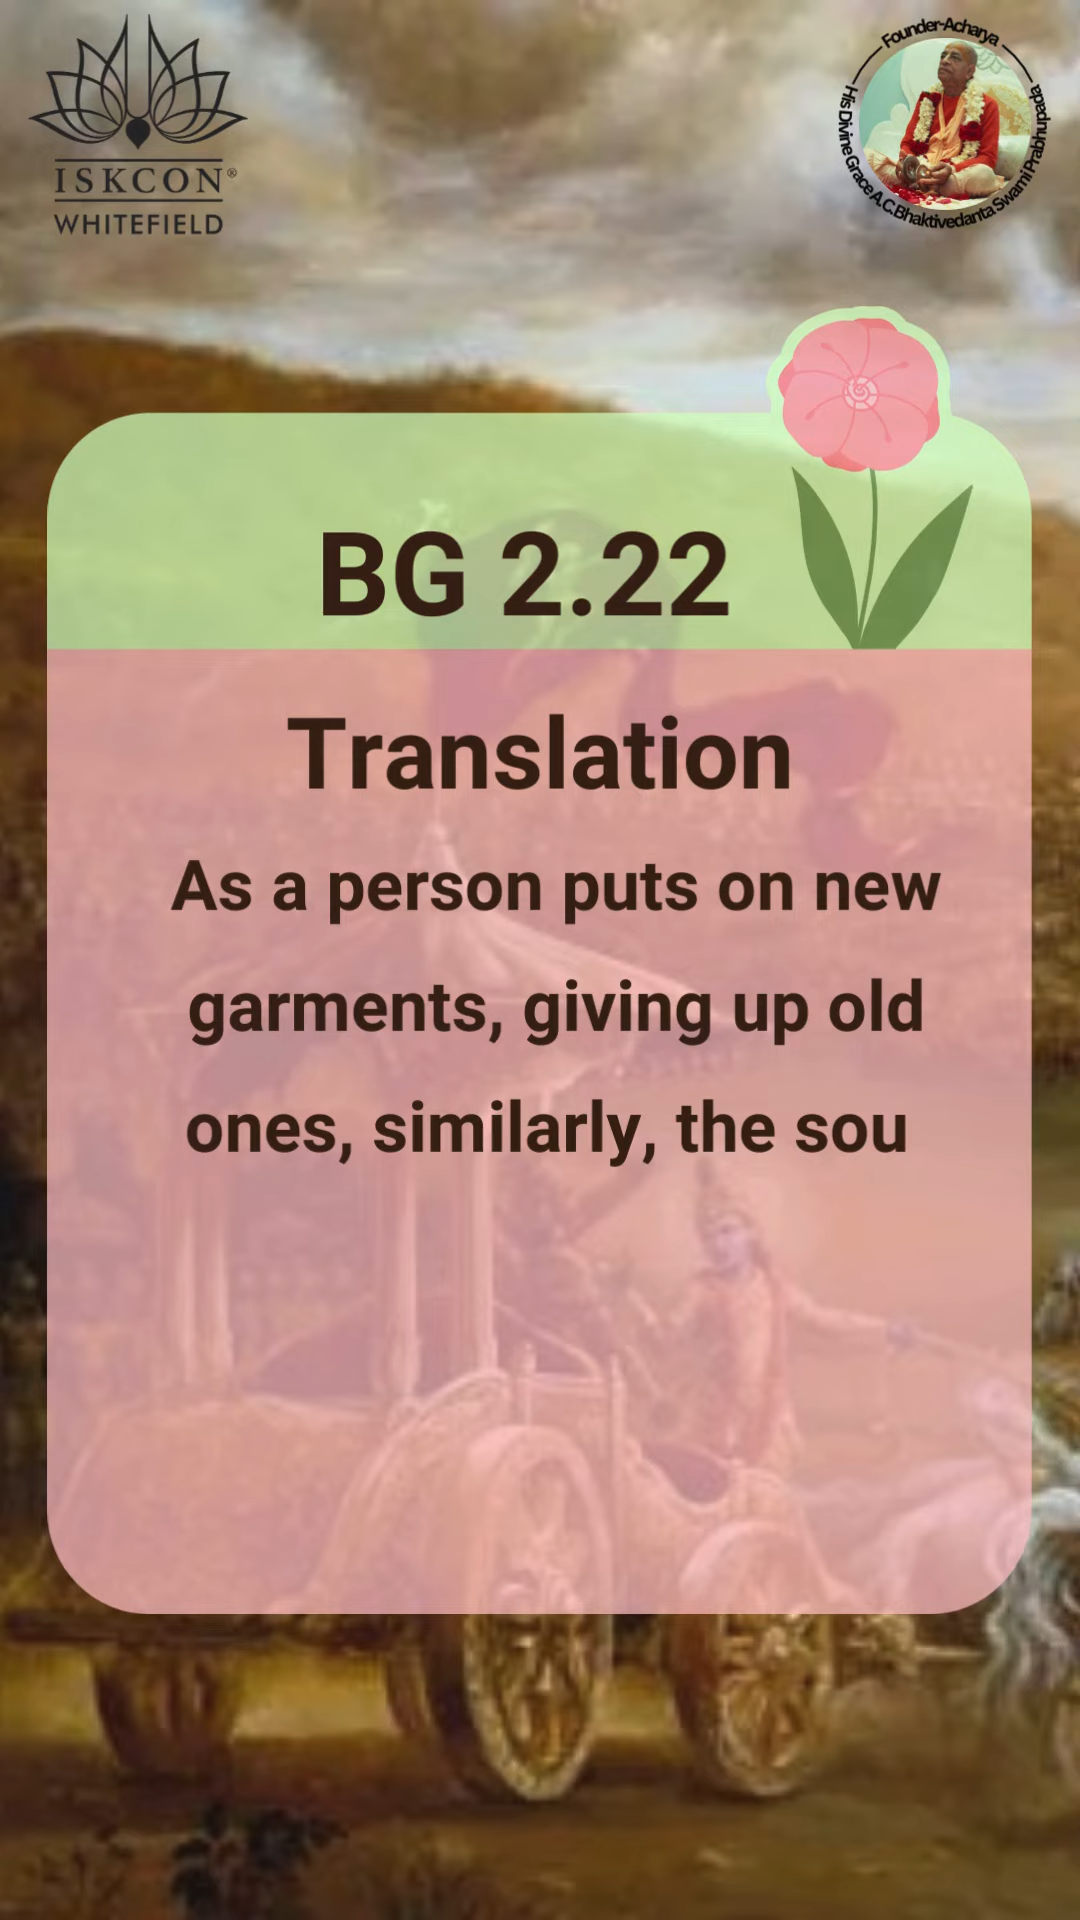 ISKCON®
WHITEFIELD
Founder-Acharya
His Divine Grace A.C.Bhaktivedanta Swami Prabhupada
BG 2.22
Translation
As a person puts on new
garments, giving up old
ones, similarly, the sou